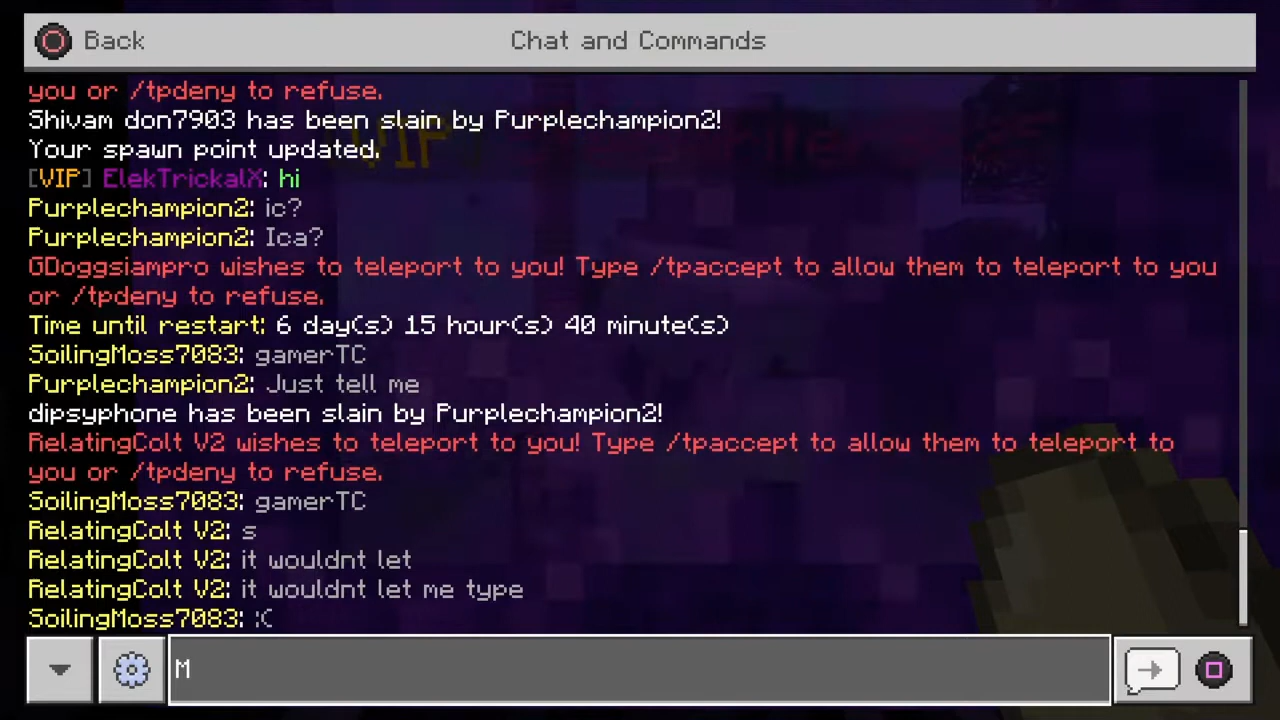 Back
Chat and Commands
you or /tpdeny to refuse.
Shivam don7903 has been slain by Purplechampion2!
Your spawn point updated.
[VIP] ElekTrickalX: hi
Purplechampion2: ic?
Purplechampion2: Ica?
GDoggsiampro wishes to teleport to you! Type /tpaccept to allow them to teleport to you
or /tpdeny to refuse.
Time until restart: 6 day(s) 15 hour(s) 40 minute(s)
SoilingMoss7083: gamerTC
Purplechampion2: Just tell me
dipsyphone has been slain by Purplechampion2!
RelatingColt V2 wishes to teleport to you! Type /tpaccept to allow them to teleport to
you or /tpdeny to refuse.
SoilingMoss7083: gamerTC
RelatingColt V2: s
RelatingColt V2: it wouldnt let
RelatingColt V2: it wouldnt let me type
SoilingMoss7083: :(
M